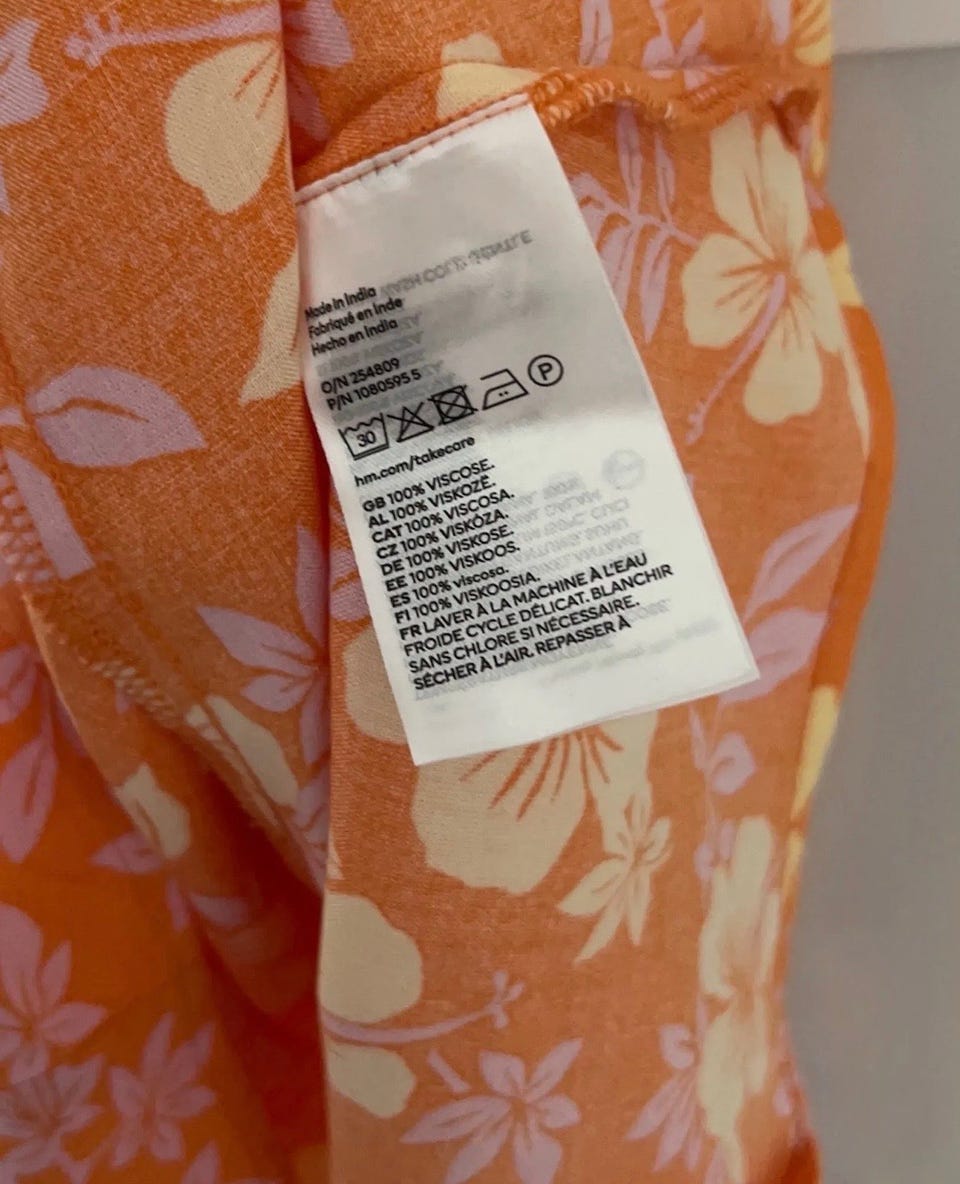 Made in India
Fabriqué en Inde
Hecho en India
O/N 254809
P/N 1080595 5
30 P
hm.com/takecare
GB 100% VISCOSE.
AL 100% VISKOZË.
CAT 100% VISCOSA.
CZ 100% VISKÓZA.
DE 100% VISKOSE.
EE 100% VISKOOS.
ES 100% viscosa.
FI 100% VISKOOSIA.
FR LAVER À LA MACHINE À L'EAU
FROIDE CYCLE DÉLICAT. BLANCHIR
SANS CHLORE SI NÉCESSAIRE.
SÉCHER À L'AIR. REPASSER À